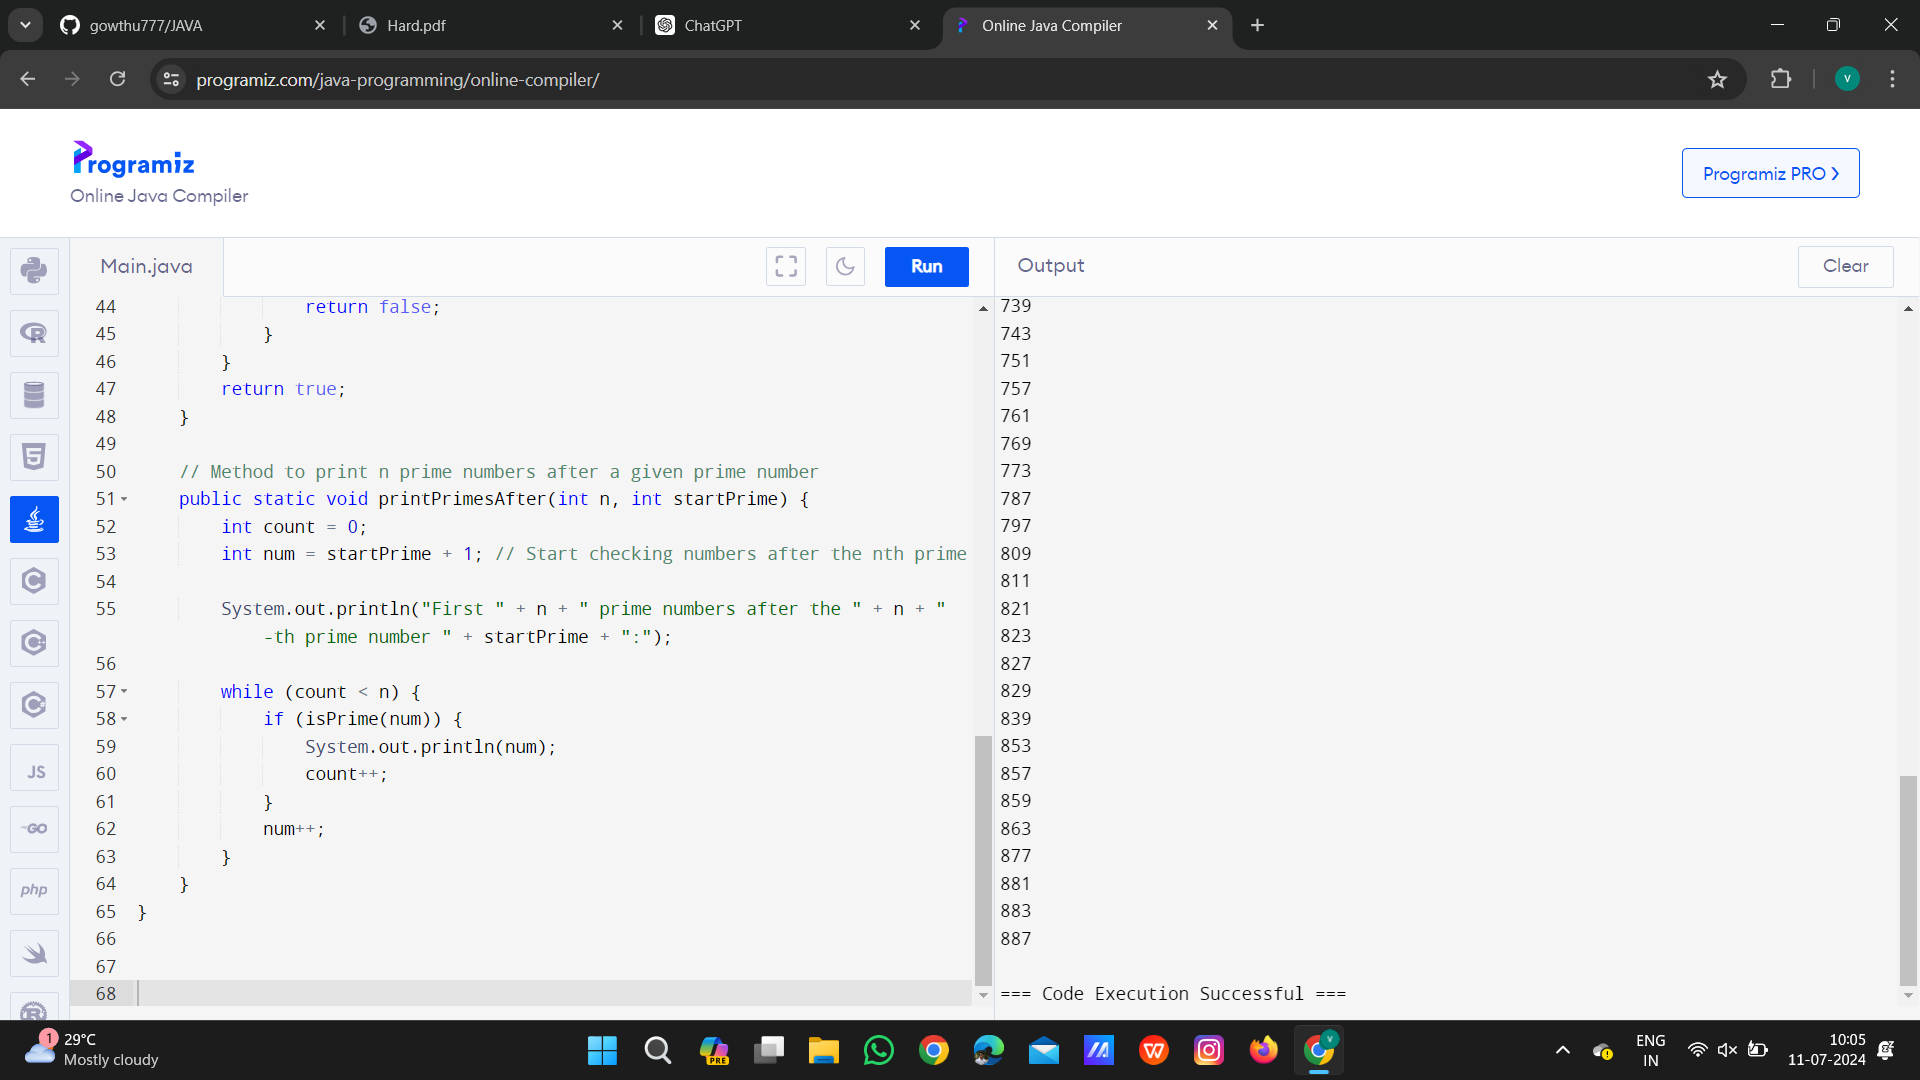 gowthu777/JAVA
Hard.pdf
ChatGPT
Online Java Compiler
programiz.com/java-programming/online-compiler/
V
Programiz
Online Java Compiler
Programiz PRO
Main.java
Run
Output
Clear
44 return false;
45 }
46 }
47 return true;
48 }
49
50 // Method to print n prime numbers after a given prime number
51 public static void printPrimesAfter(int n, int startPrime) {
52 int count = 0;
53 int num = startPrime + 1; // Start checking numbers after the nth prime
54
55 System.out.println("First " + n + " prime numbers after the " + n + "
-th prime number " + startPrime + ":");
56
57 while (count < n) {
58 if (isPrime(num)) {
59 System.out.println(num);
60 count++;
61 }
62 num++;
63 }
64 }
65 }
66
67
68
739
743
751
757
761
769
773
787
797
809
811
821
823
827
829
839
853
857
859
863
877
881
883
887
=== Code Execution Successful ===
JS
GO
php
1
29°C
Mostly cloudy
PRE
W
V
ENG
IN
10:05
11-07-2024